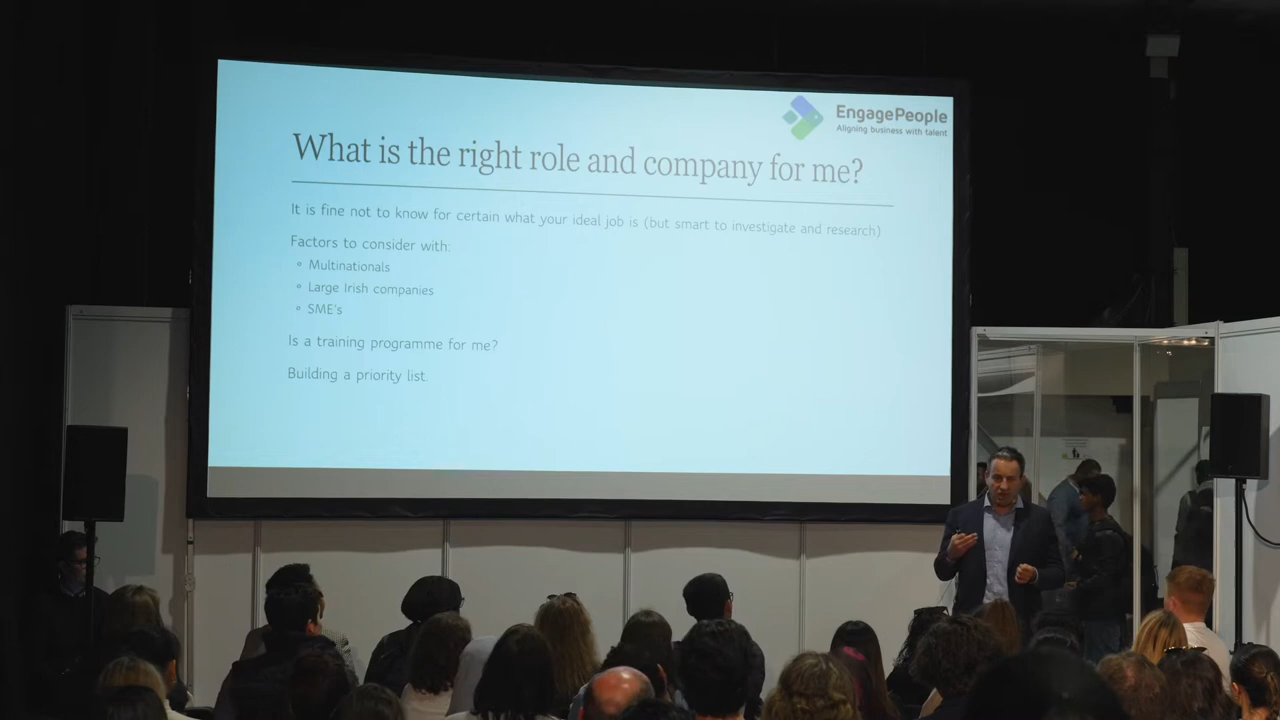 EngagePeople
Aligning business with talent
What is the right role and company for me?
It is fine not to know for certain what your ideal job is (but smart to investigate and research)
Factors to consider with:
Multinationals
Large Irish companies
SME's
Is a training programme for me?
Building a priority list.